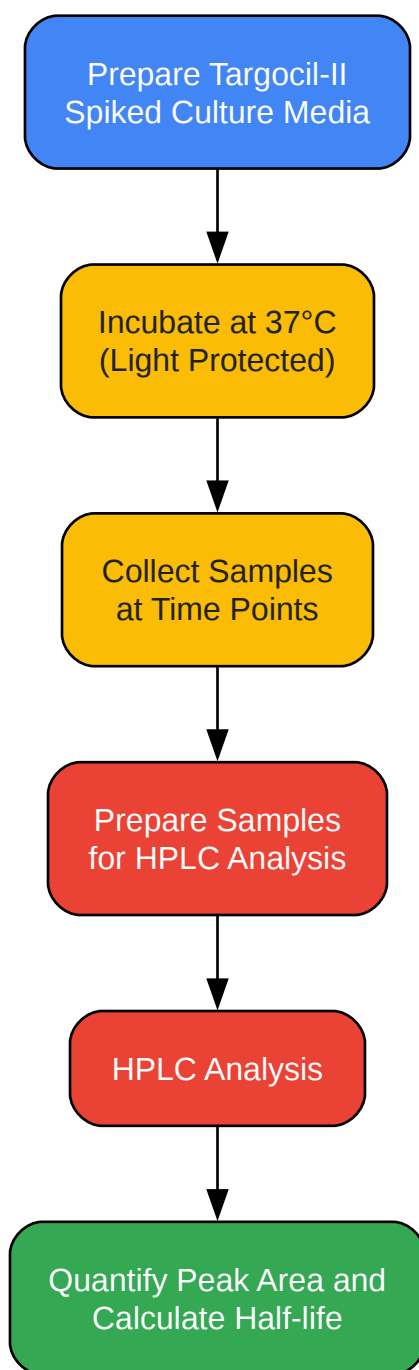 Prepare Targocil-II
Spiked Culture Media
Incubate at 37°C
(Light Protected)
Collect Samples
at Time Points
Prepare Samples
for HPLC Analysis
HPLC Analysis
Quantify Peak Area and
Calculate Half-life